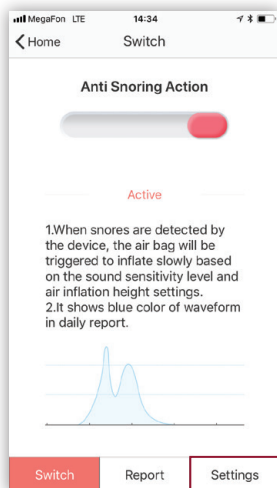 MegaFon LTE 14:34
Home Switch
Anti Snoring Action
Active
1.When snores are detected by
the device, the air bag will be
triggered to inflate slowly based
on the sound sensitivity level and
air inflation height settings.
2.It shows blue color of waveform
in daily report.
Switch Report Settings